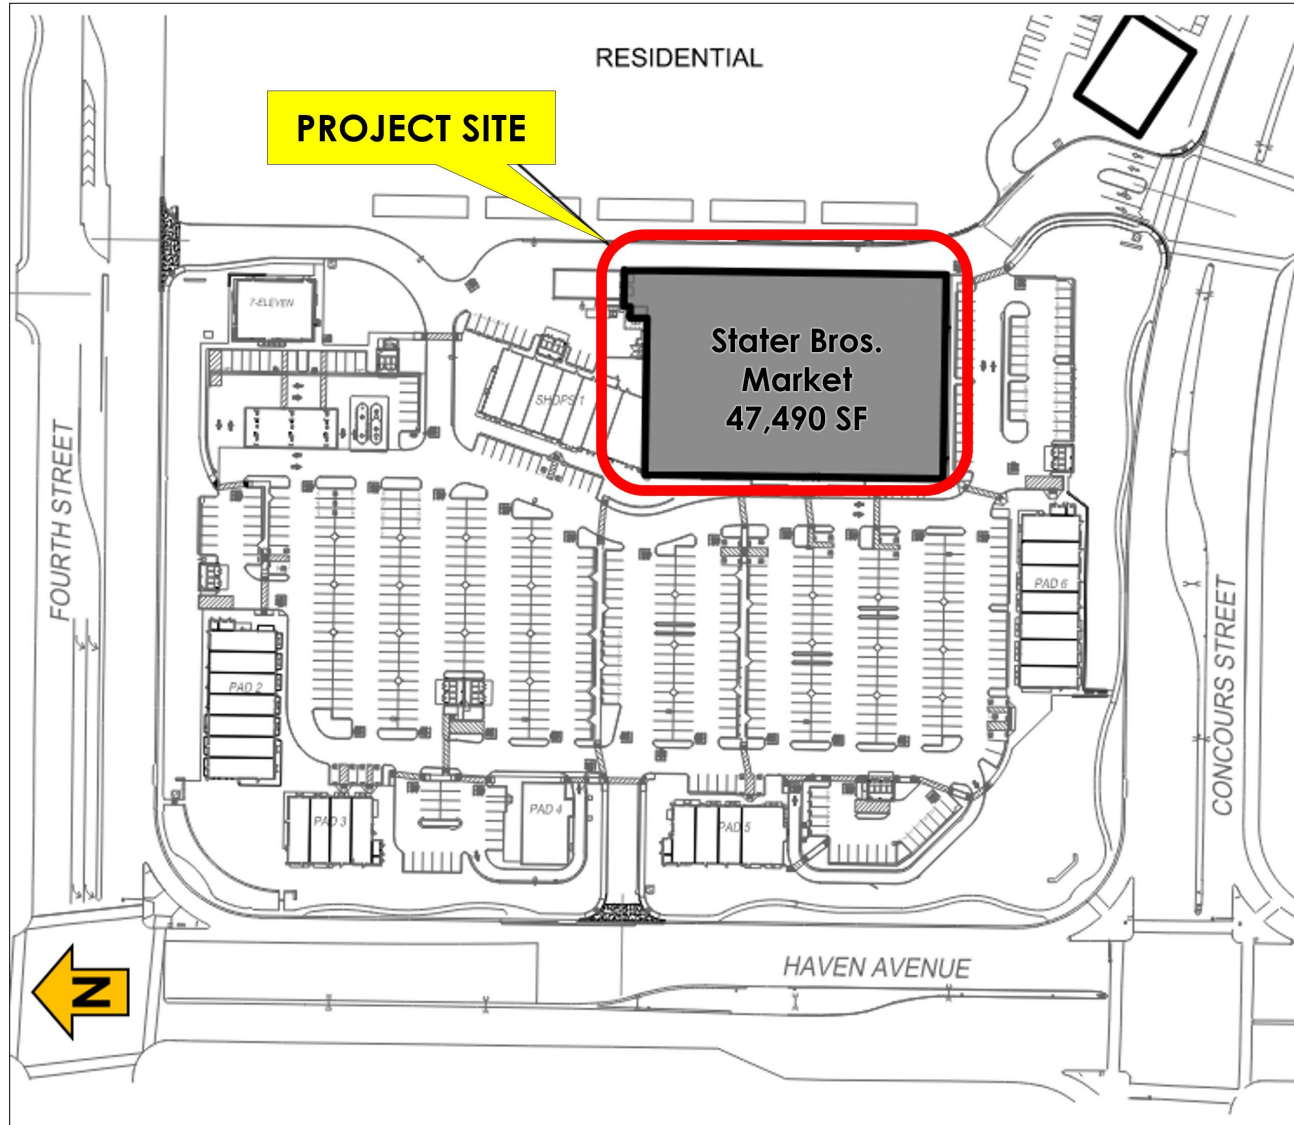 RESIDENTIAL
PROJECT SITE
7-ELEVEN
Stater Bros.
Market
47,490 SF
SHOPS 1
FOURTH STREET
PAD 6
CONCOURS STREET
PAD 2
PAD 3
PAD 4
PAD 5
HAVEN AVENUE
N